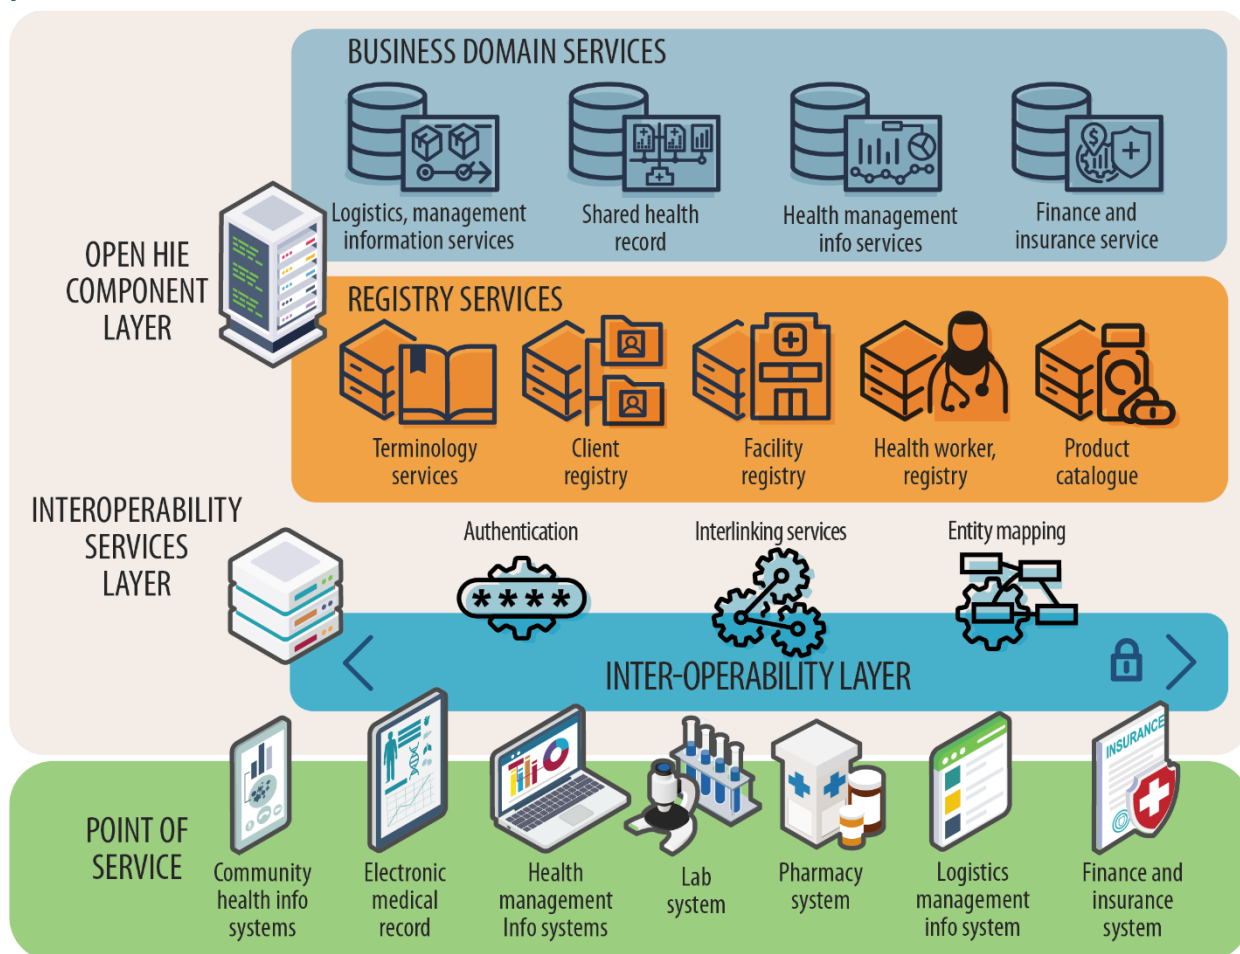 BUSINESS DOMAIN SERVICES
Logistics, management
information services
Shared health
record
Health management
info services
Finance and
insurance service
OPEN HIE
COMPONENT
LAYER
REGISTRY SERVICES
Terminology
services
Client
registry
Facility
registry
Health worker,
registry
Product
catalogue
INTEROPERABILITY
SERVICES
LAYER
Authentication
****
Interlinking services
Entity mapping
INTER-OPERABILITY LAYER
INSURANCE
POINT OF
SERVICE
Community
health info
systems
Electronic
medical
record
Health
management
Info systems
Lab
system
Pharmacy
system
Logistics
management
info system
Finance and
insurance
system